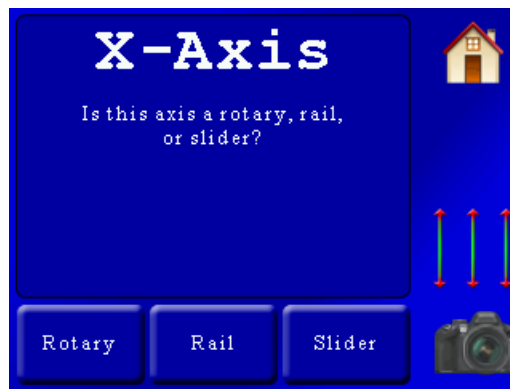 X-Axis
Is this axis a rotary, rail,
or slider?
Rotary
Rail
Slider